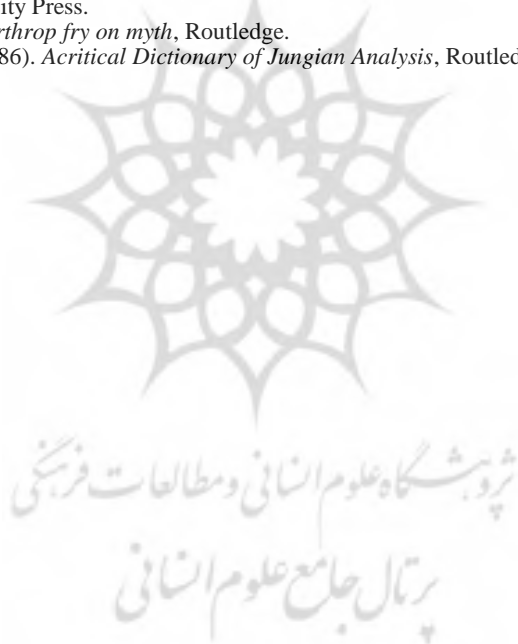 ity Press.
rthrop fry on myth, Routledge.
86). Acritical Dictionary of Jungian Analysis, Routled
پژوهشگاه علوم انسانی و مطالعات فرهنگی
پرتال جامع علوم انسانی